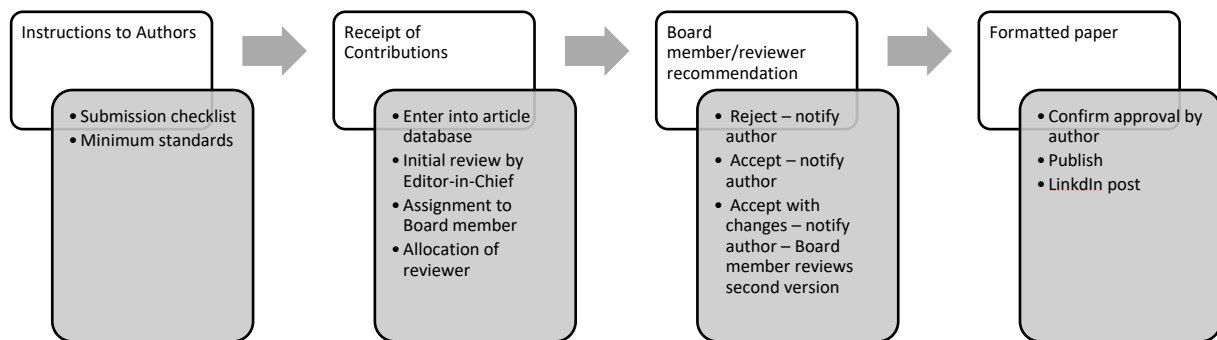 Instructions to Authors
• Submission checklist
• Minimum standards
Receipt of
Contributions
• Enter into article
database
• Initial review by
Editor-in-Chief
• Assignment to
Board member
• Allocation of
reviewer
Board
member/reviewer
recommendation
• Reject – notify
author
• Accept – notify
author
• Accept with
changes – notify
author – Board
member reviews
second version
Formatted paper
• Confirm approval by
author
• Publish
• LinkdIn post